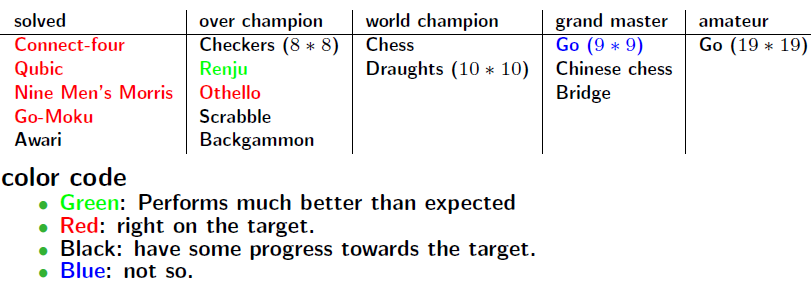 solved over champion world champion grand master amateur
Connect-four Checkers (8 ∗ 8) Chess Go (9 ∗ 9) Go (19 ∗ 19)
Qubic Renju Draughts (10 ∗ 10) Chinese chess
Nine Men's Morris Othello Bridge
Go-Moku Scrabble
Awari Backgammon
color code
• Green: Performs much better than expected
• Red: right on the target.
• Black: have some progress towards the target.
• Blue: not so.